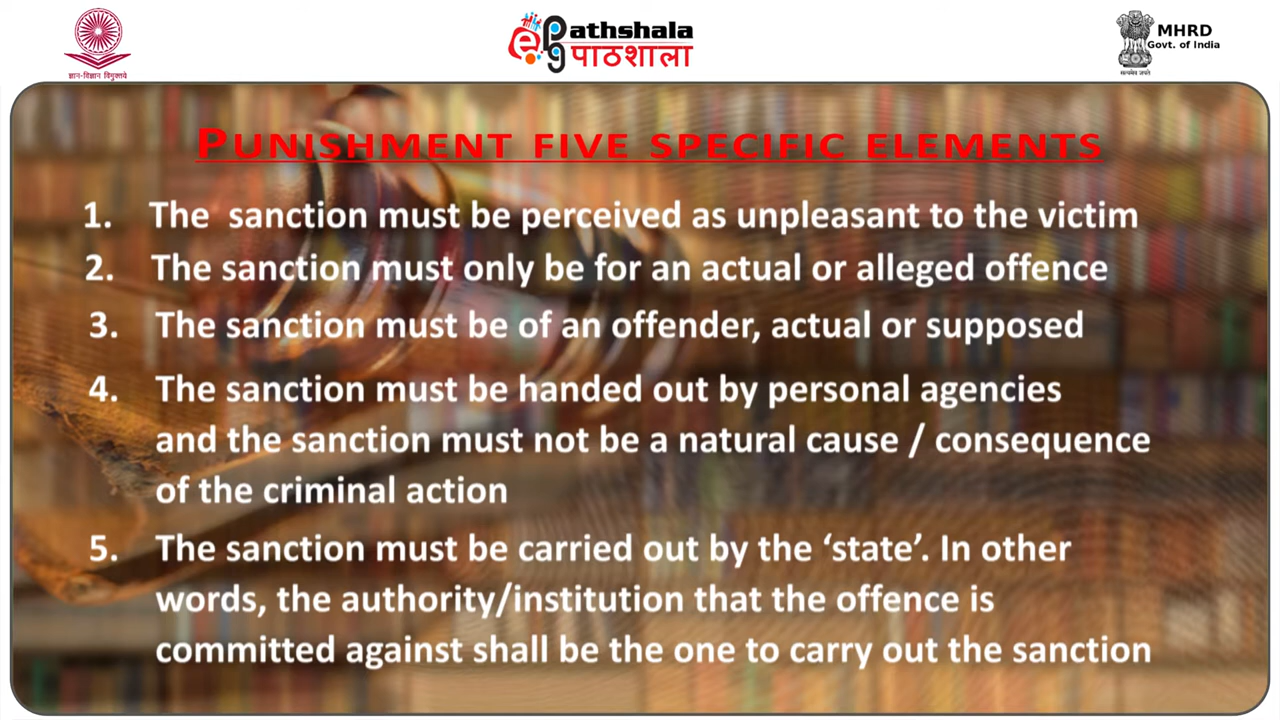 ज्ञान-विज्ञान विमुक्तये
epg Pathshala
पाठशाला
MHRD
Govt. of India
सत्यमेव जयते
PUNISHMENT FIVE SPECIFIC ELEMENTS
1. The sanction must be perceived as unpleasant to the victim
2. The sanction must only be for an actual or alleged offence
3. The sanction must be of an offender, actual or supposed
4. The sanction must be handed out by personal agencies
and the sanction must not be a natural cause / consequence
of the criminal action
5. The sanction must be carried out by the ‘state’. In other
words, the authority/institution that the offence is
committed against shall be the one to carry out the sanction